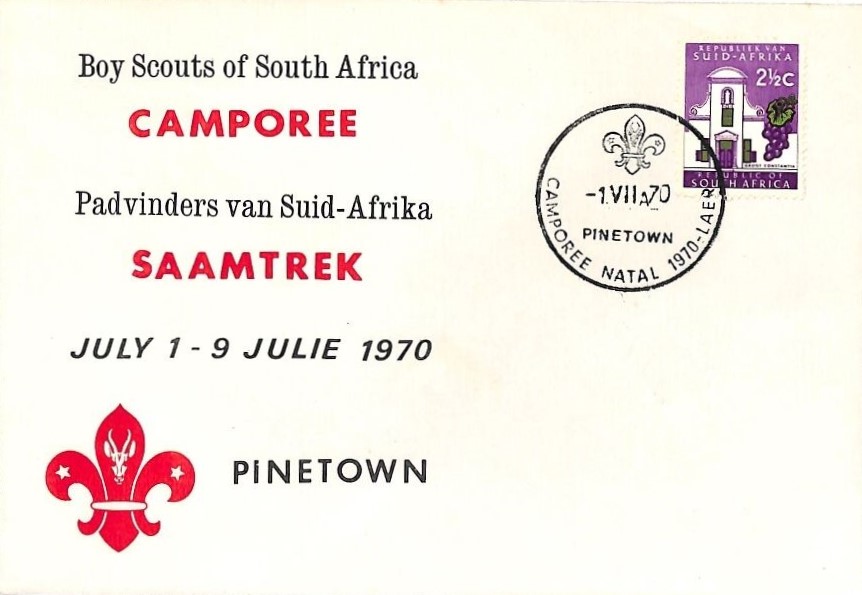 Boy Scouts of South Africa
CAMPOREE
Padvinders van Suid-Afrika
SAAMTREK
JULY 1 - 9 JULIE 1970
PINETOWN
REPUBLIEK VAN
SUID-AFRIKA
2½C
GROOT CONSTANTIA
REPUBLIC OF
SOUTH AFRICA
-1.VII.70
PINETOWN
CAMPOREE NATAL 1970-LAER